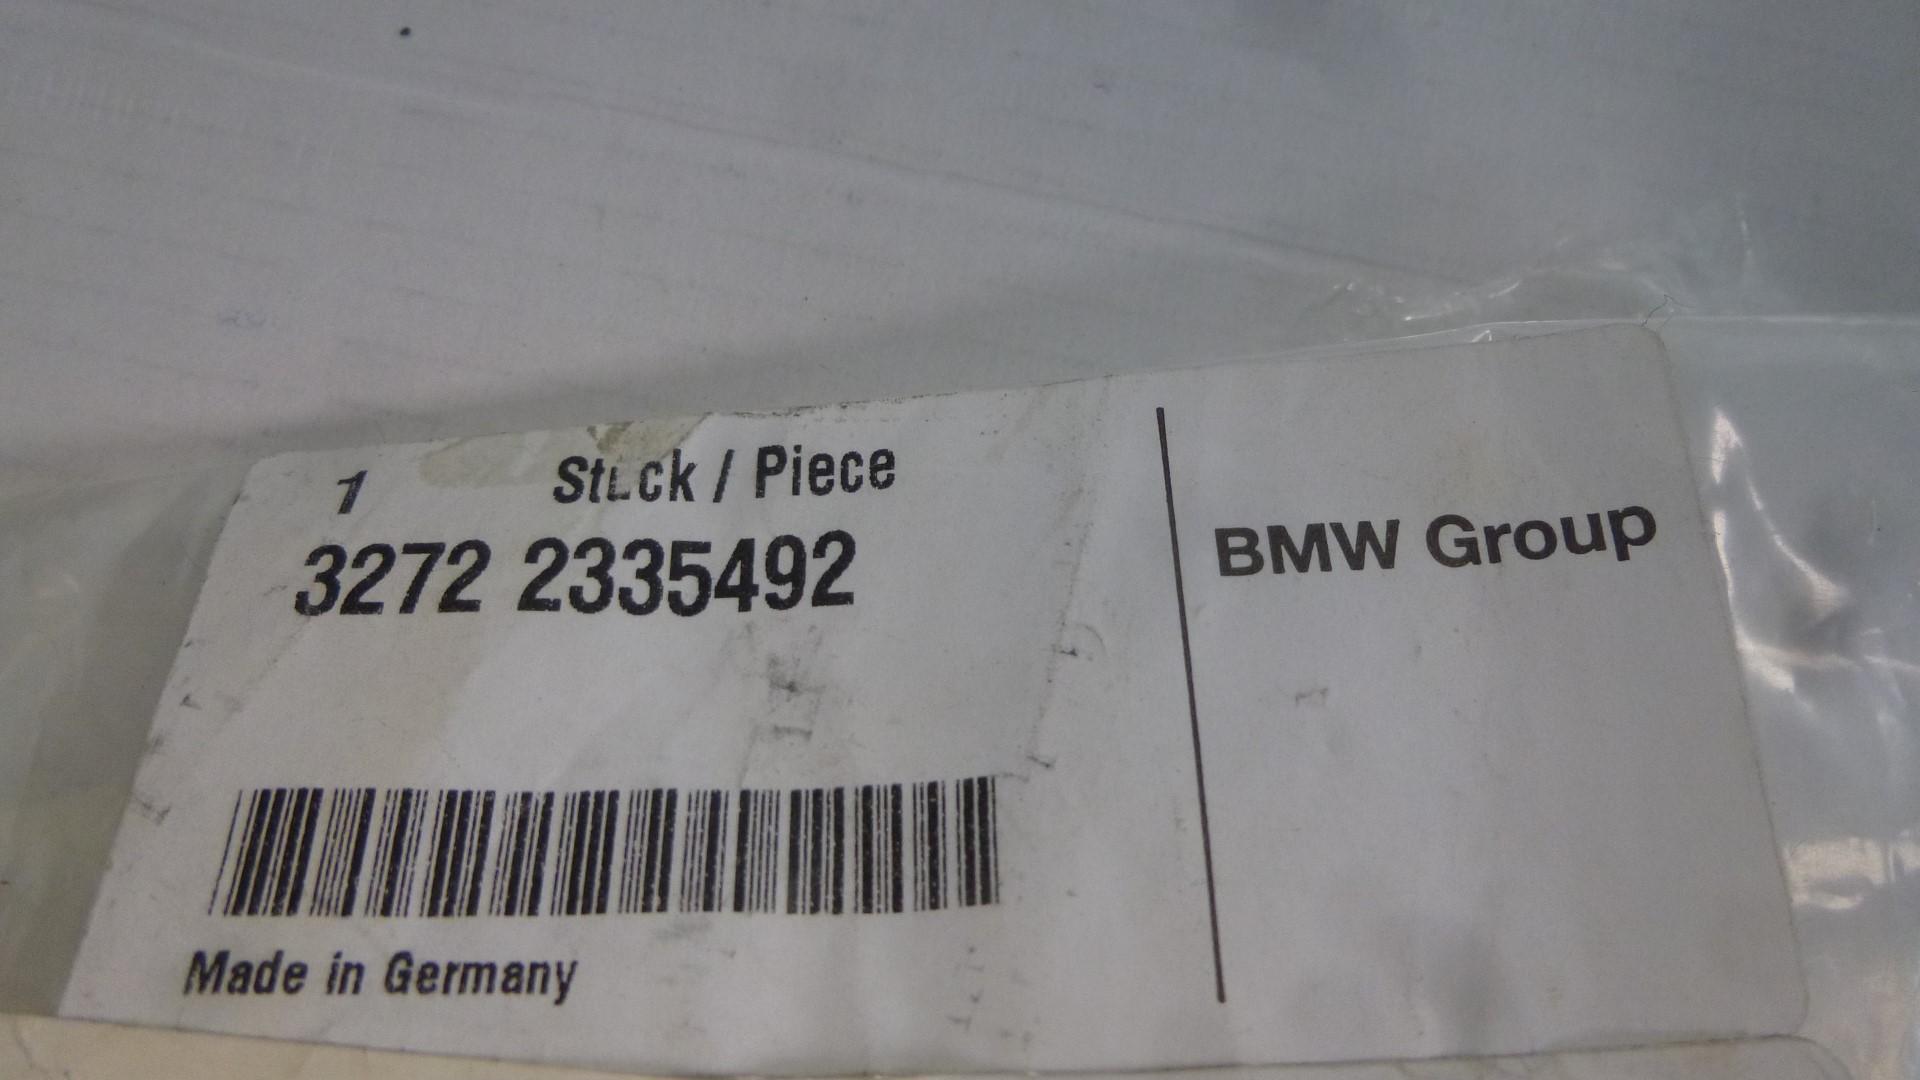 1 Stück / Piece
3272 2335492
BMW Group
Made in Germany